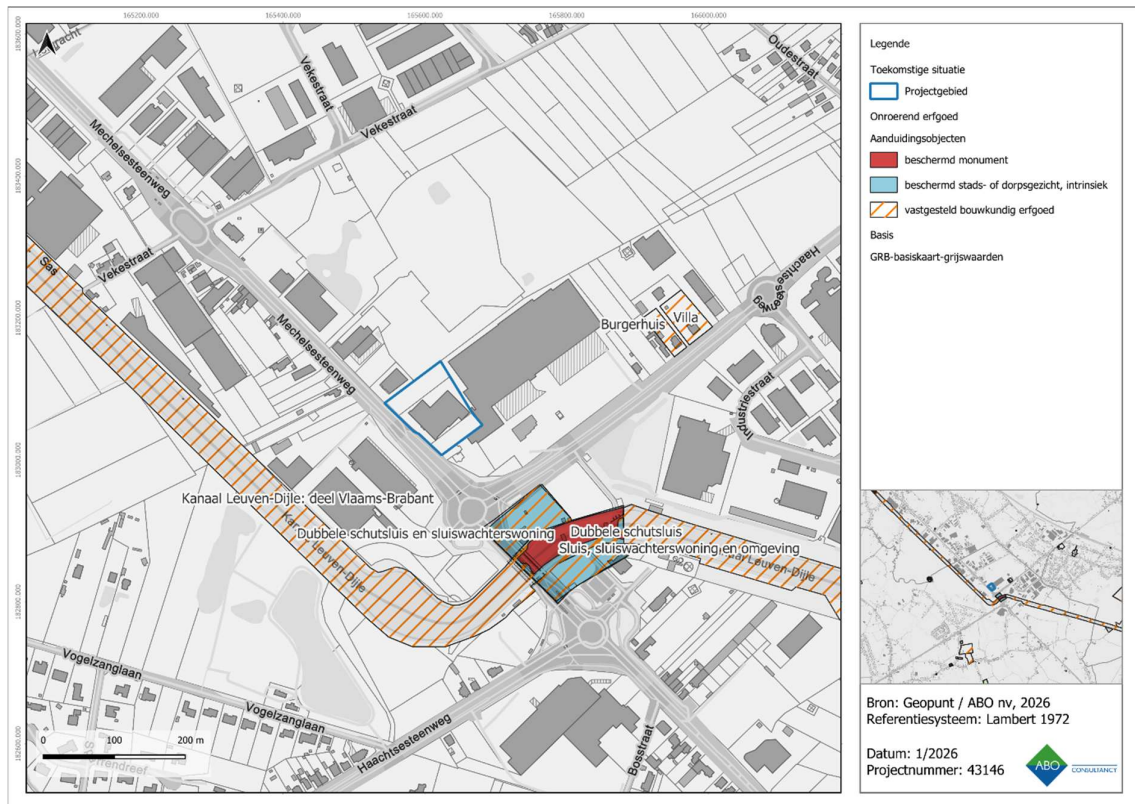 165200.000
165400.000
165600.000
165800.000
166000.000
183600.000
183400.000
183200.000
183000.000
182800.000
182600.000
Oudestraat
Vekestraat
Vekestraat
Mechelsesteenweg
Vekestraat
Sas
Haachtsesteenweg
Burgerhuis
Villa
Mechelsesteenweg
Industriestraat
Kanaal Leuven-Dijle: deel Vlaams-Brabant
Dubbele schutsluis en sluiswachterswoning
Dubbele schutsluis
Sluis, sluiswachterswoning en omgeving
Vogelzanglaan
Vogelzanglaan
Haachtsesteenweg
Bosstraat
0
100
200 m
Legende
Toekomstige situatie
Projectgebied
Onroerend erfgoed
Aanduidingsobjecten
beschermd monument
beschermd stads- of dorpsgezicht, intrinsiek
vastgesteld bouwkundig erfgoed
Basis
GRB-basiskaart-grijswaarden
Bron: Geopunt / ABO nv, 2026
Referentiesysteem: Lambert 1972
Datum: 1/2026
Projectnummer: 43146
ABO
CONSULTANCY